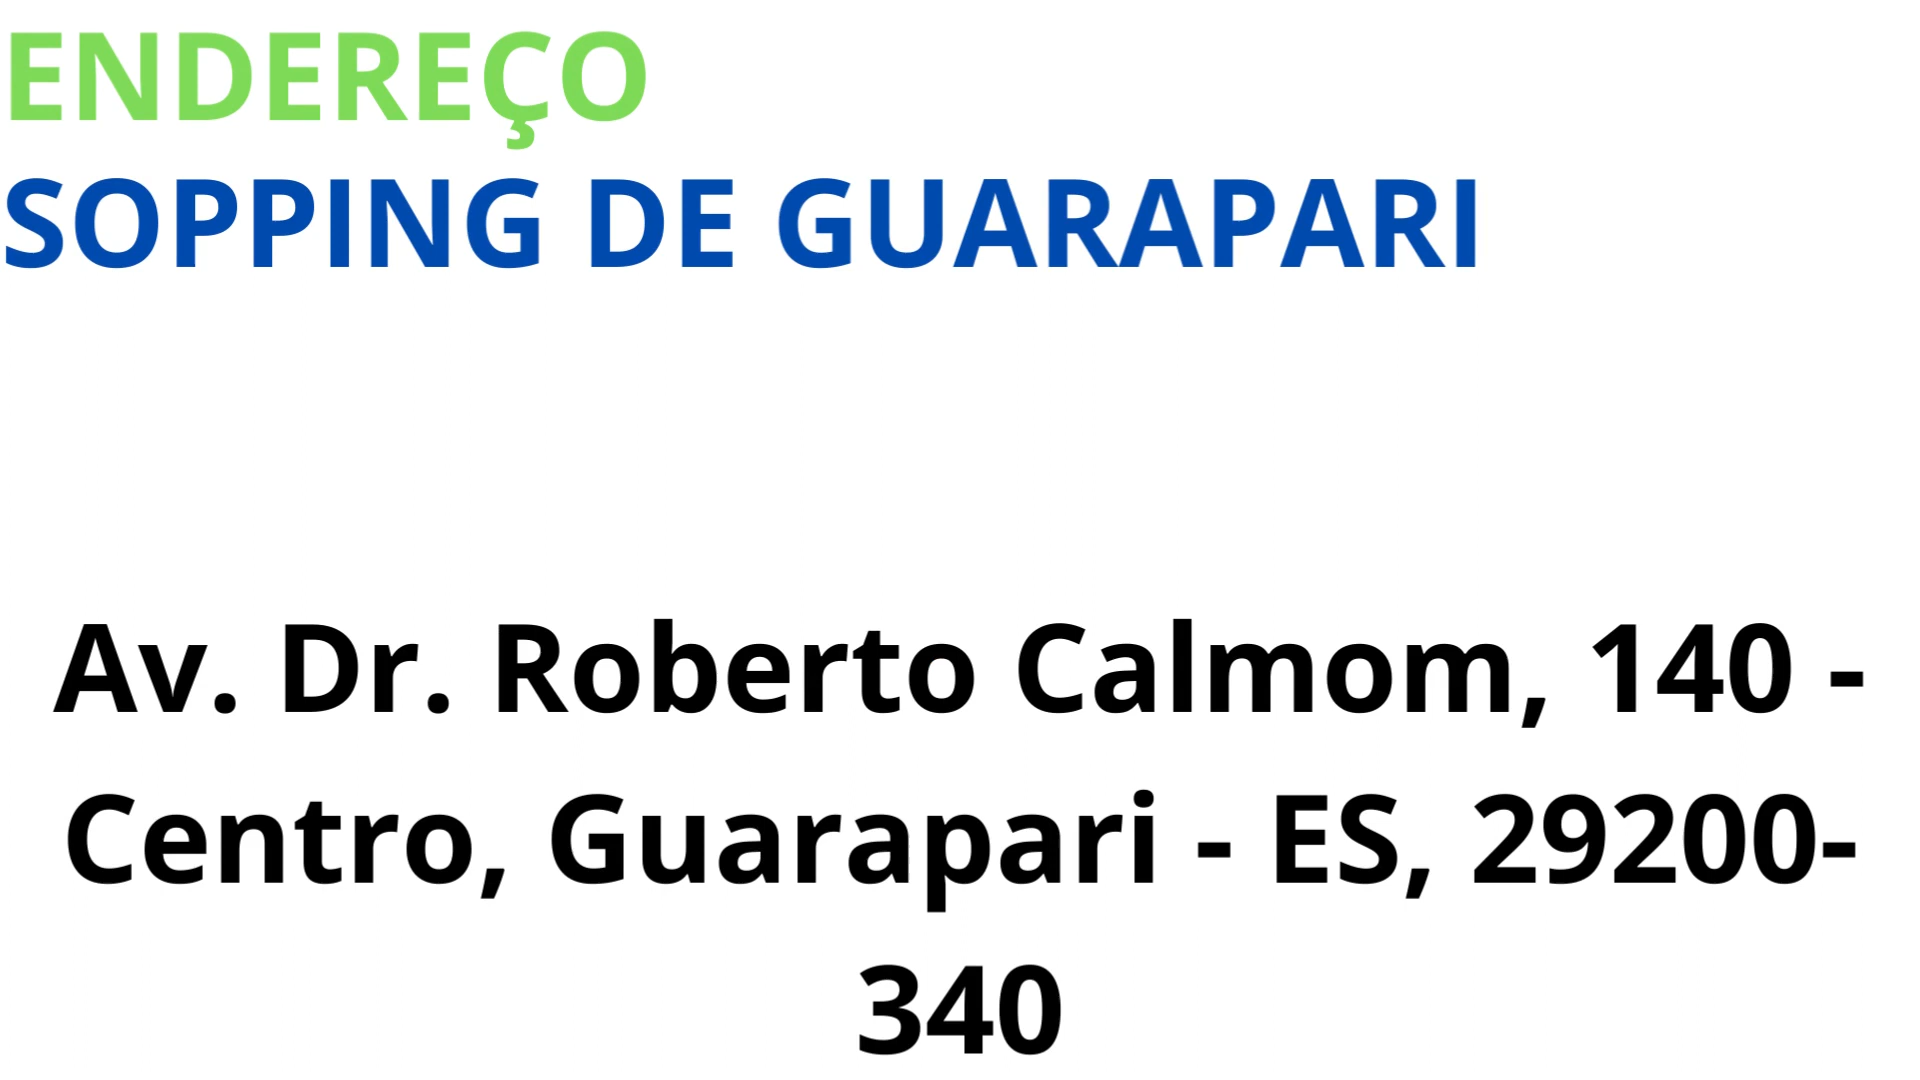 ENDEREÇO
SOPPING DE GUARAPARI
Av. Dr. Roberto Calmom, 140 -
Centro, Guarapari - ES, 29200-
340